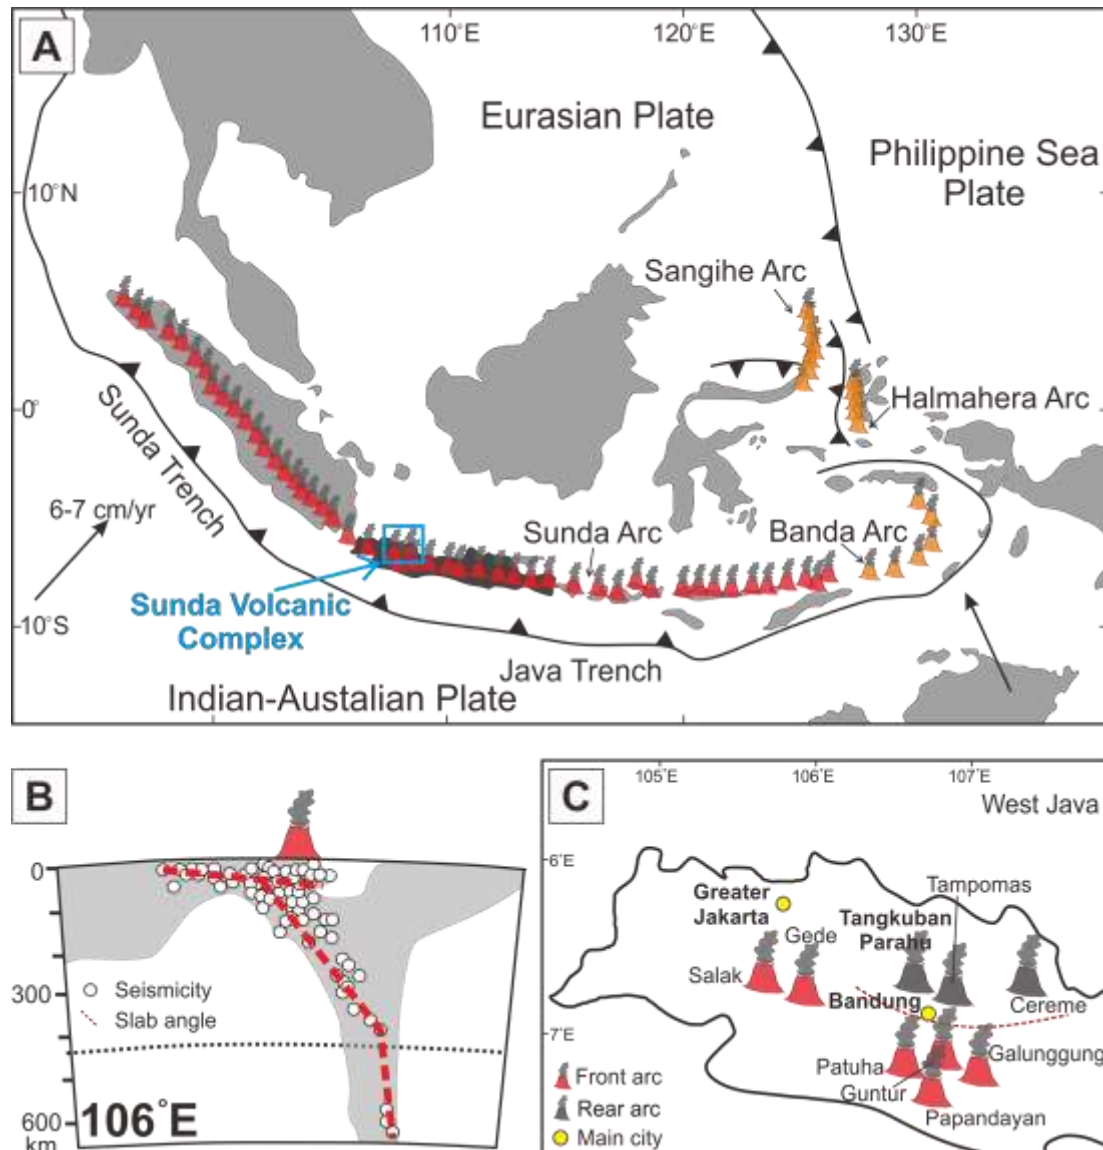 A
110°E
120°E
130°E
Eurasian Plate
Philippine Sea
Plate
10°N
Sangihe Arc
0°
Halmahera Arc
Sunda Trench
6-7 cm/yr
Sunda Arc
Banda Arc
Sunda Volcanic
Complex
10°S
Java Trench
Indian-Austalian Plate
B
0
Seismicity
300
Slab angle
106°E
600
km
C
105°E
106°E
107°E
West Java
6°E
Greater
Jakarta
Tampomas
Tangkuban
Parahu
Gede
Salak
Bandung
Cereme
7°E
Patuha
Galunggung
Guntur
Papandayan
Front arc
Rear arc
Main city